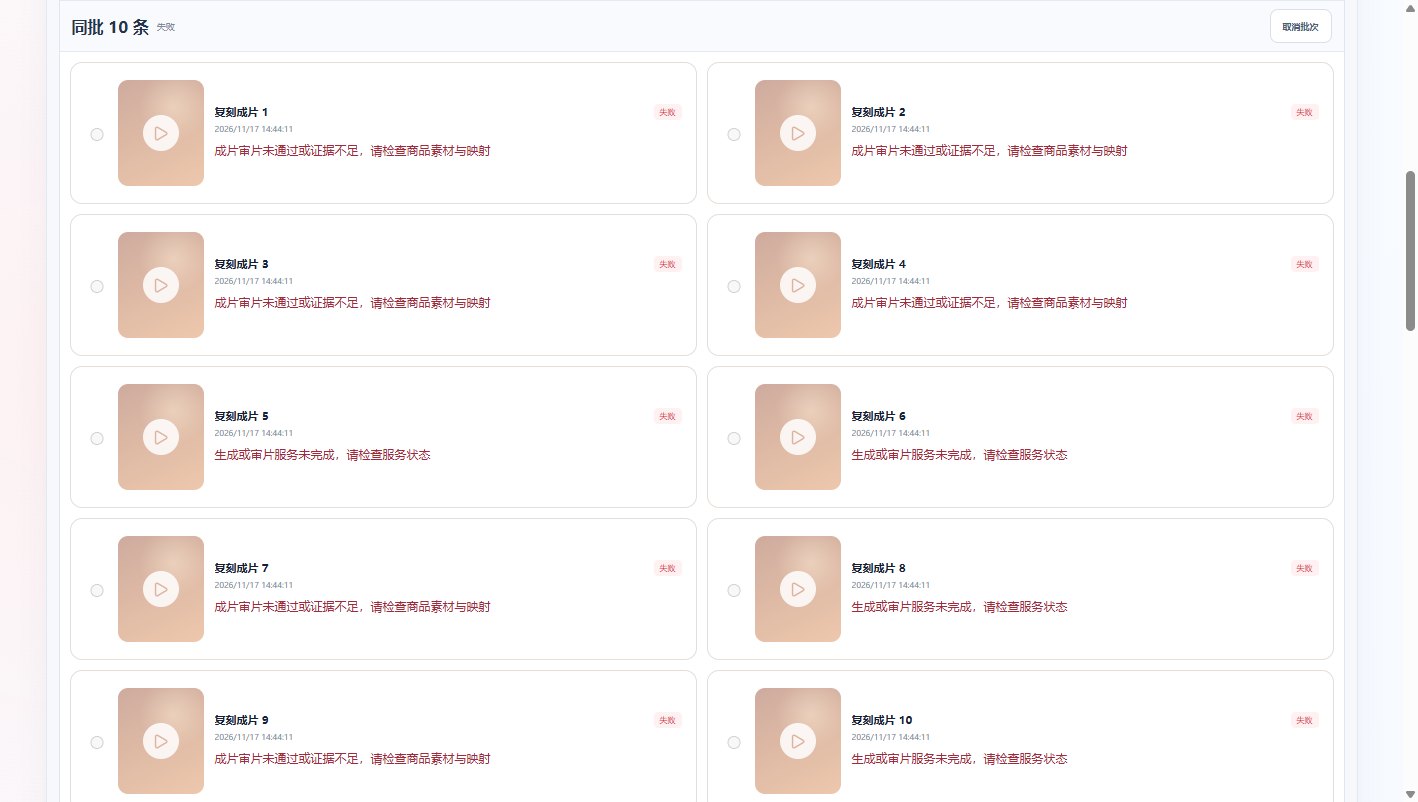 同批 10 条 失败
取消批次
复刻成片 1 失败
2026/11/17 14:44:11
成片审片未通过或证据不足，请检查商品素材与映射
复刻成片 2 失败
2026/11/17 14:44:11
成片审片未通过或证据不足，请检查商品素材与映射
复刻成片 3 失败
2026/11/17 14:44:11
成片审片未通过或证据不足，请检查商品素材与映射
复刻成片 4 失败
2026/11/17 14:44:11
成片审片未通过或证据不足，请检查商品素材与映射
复刻成片 5 失败
2026/11/17 14:44:11
生成或审片服务未完成，请检查服务状态
复刻成片 6 失败
2026/11/17 14:44:11
生成或审片服务未完成，请检查服务状态
复刻成片 7 失败
2026/11/17 14:44:11
成片审片未通过或证据不足，请检查商品素材与映射
复刻成片 8 失败
2026/11/17 14:44:11
生成或审片服务未完成，请检查服务状态
复刻成片 9 失败
2026/11/17 14:44:11
成片审片未通过或证据不足，请检查商品素材与映射
复刻成片 10 失败
2026/11/17 14:44:11
生成或审片服务未完成，请检查服务状态